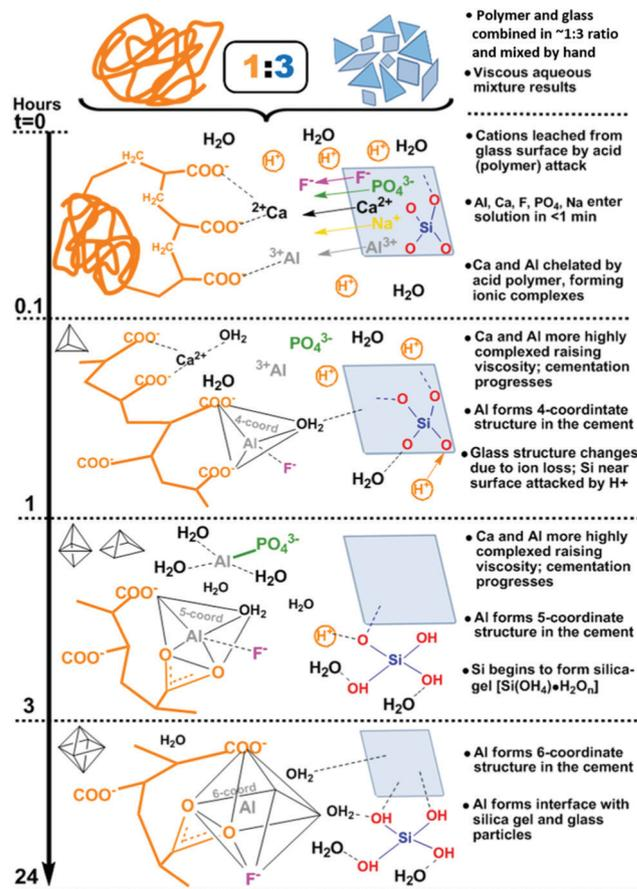 1:3
• Polymer and glass
combined in ~1:3 ratio
and mixed by hand
• Viscous aqueous
mixture results
Hours
t=0
H₂O
H₂O
H₂O
H⁺
H⁺
H⁺
H₂C
COO⁻
F⁻
F⁻
PO₄³⁻
H₂C
²⁺Ca
Ca²⁺
O
O
COO⁻
Na⁺
Si
H₂C
³⁺Al
Al³⁺
O
O
COO⁻
H⁺
H₂O
• Cations leached from
glass surface by acid
(polymer) attack
• Al, Ca, F, PO₄, Na enter
solution in <1 min
• Ca and Al chelated by
acid polymer, forming
ionic complexes
0.1
COO⁻
OH₂
PO₄³⁻
H₂O
H⁺
Ca²⁺
³⁺Al
COO⁻
H₂O
H⁺
COO⁻
O
O
4-coord
OH₂
Si
Al
COO⁻
COO⁻
F⁻
O
O
H₂O
H⁺
• Ca and Al more highly
complexed raising
viscosity; cementation
progresses
• Al forms 4-coordintate
structure in the cement
• Glass structure changes
due to ion loss; Si near
surface attacked by H+
1
H₂O
PO₄³⁻
Al
H₂O
H₂O
COO⁻
H₂O
H₂O
5-coord
OH₂
Al
H⁺
O
OH
COO⁻
O
F⁻
Si
O
H₂O
OH
OH
H₂O
• Ca and Al more highly
complexed raising
viscosity; cementation
progresses
• Al forms 5-coordinate
structure in the cement
• Si begins to form silica-
gel [Si(OH₄)•H₂Oₙ]
3
H₂O
COO⁻
OH₂
COO⁻
6-coord
O
Al
OH₂
OH
OH
O
Si
H₂O
OH
OH
F⁻
H₂O
• Al forms 6-coordinate
structure in the cement
• Al forms interface with
silica gel and glass
particles
24